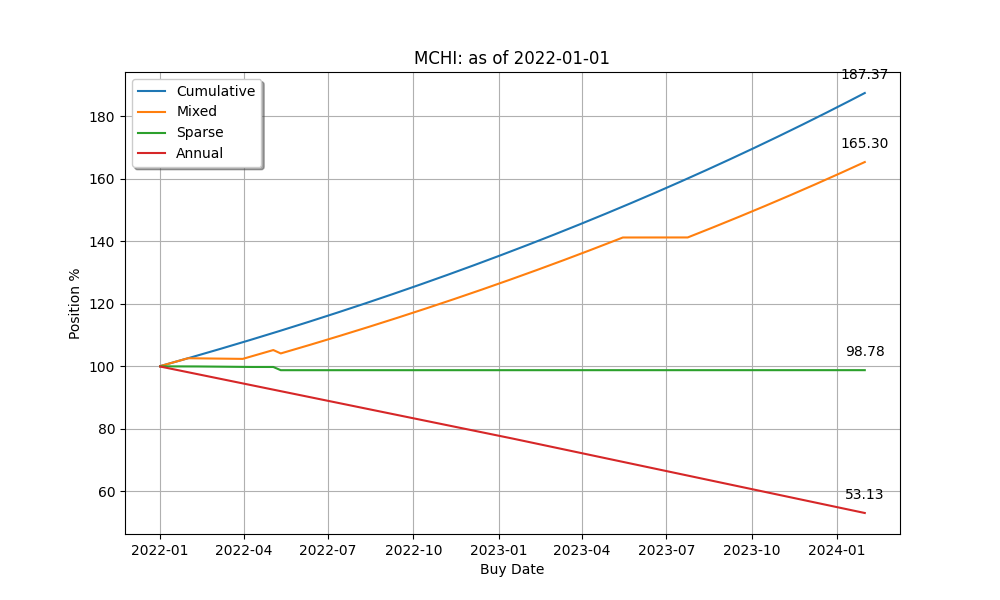 MCHI: as of 2022-01-01
187.37
Cumulative
Mixed
Sparse
Annual
165.30
98.78
53.13
180
160
140
120
100
80
60
Position %
2022-01 2022-04 2022-07 2022-10 2023-01 2023-04 2023-07 2023-10 2024-01
Buy Date